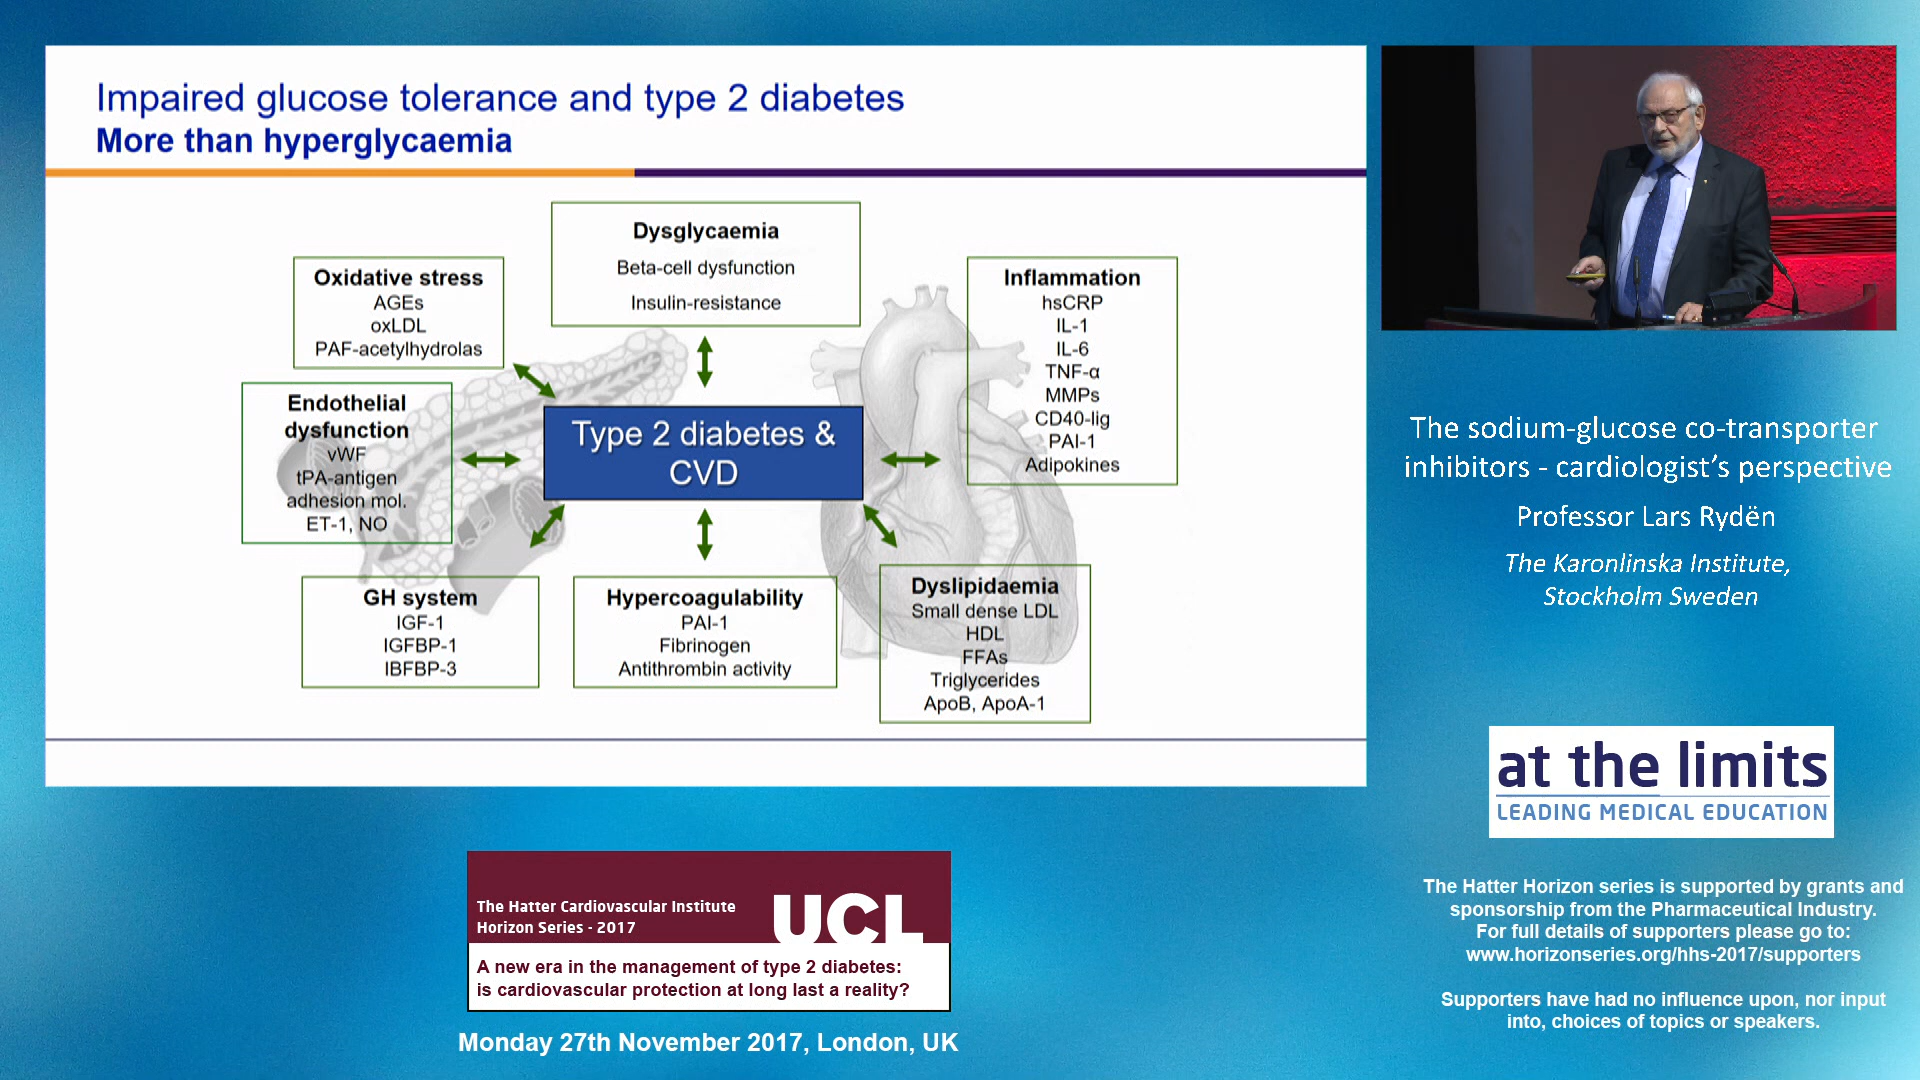 Impaired glucose tolerance and type 2 diabetes
More than hyperglycaemia
Dysglycaemia
Beta-cell dysfunction
Insulin-resistance
Oxidative stress
AGEs
oxLDL
PAF-acetylhydrolas
Inflammation
hsCRP
IL-1
IL-6
TNF-α
MMPs
CD40-lig
PAI-1
Adipokines
Endothelial
dysfunction
vWF
tPA-antigen
adhesion mol.
ET-1, NO
Type 2 diabetes &
CVD
GH system
IGF-1
IGFBP-1
IBFBP-3
Hypercoagulability
PAI-1
Fibrinogen
Antithrombin activity
Dyslipidaemia
Small dense LDL
HDL
FFAs
Triglycerides
ApoB, ApoA-1
The sodium-glucose co-transporter
inhibitors - cardiologist's perspective
Professor Lars Rydën
The Karonlinska Institute,
Stockholm Sweden
at the limits
LEADING MEDICAL EDUCATION
The Hatter Horizon series is supported by grants and
sponsorship from the Pharmaceutical Industry.
For full details of supporters please go to:
www.horizonseries.org/hhs-2017/supporters
Supporters have had no influence upon, nor input
into, choices of topics or speakers.
The Hatter Cardiovascular Institute
Horizon Series - 2017
UCL
A new era in the management of type 2 diabetes:
is cardiovascular protection at long last a reality?
Monday 27th November 2017, London, UK